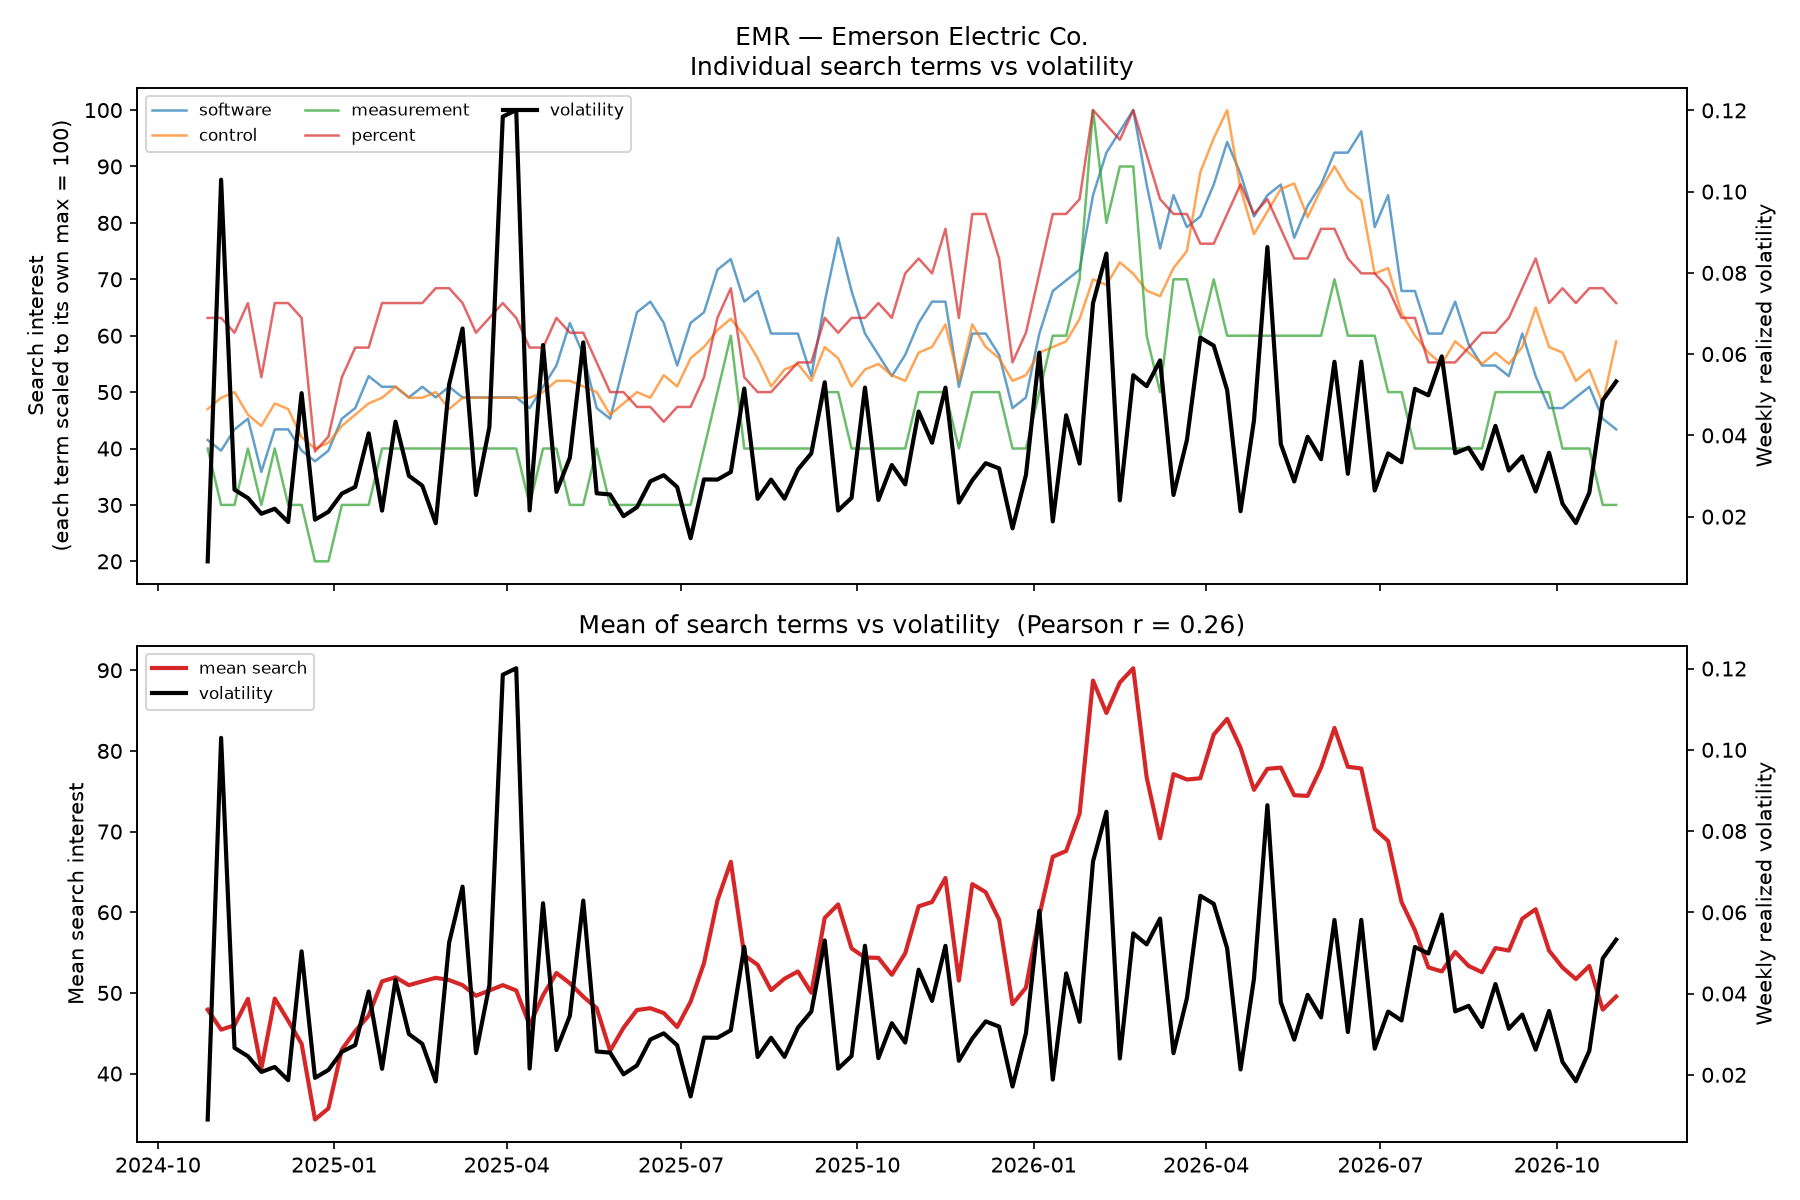 EMR — Emerson Electric Co.
Individual search terms vs volatility
software
control
measurement
percent
volatility
Search interest
(each term scaled to its own max = 100)
100
90
80
70
60
50
40
30
20
0.12
0.10
0.08
0.06
0.04
0.02
Weekly realized volatility
Mean of search terms vs volatility  (Pearson r = 0.26)
mean search
volatility
Mean search interest
90
80
70
60
50
40
0.12
0.10
0.08
0.06
0.04
0.02
Weekly realized volatility
2024-10
2025-01
2025-04
2025-07
2025-10
2026-01
2026-04
2026-07
2026-10